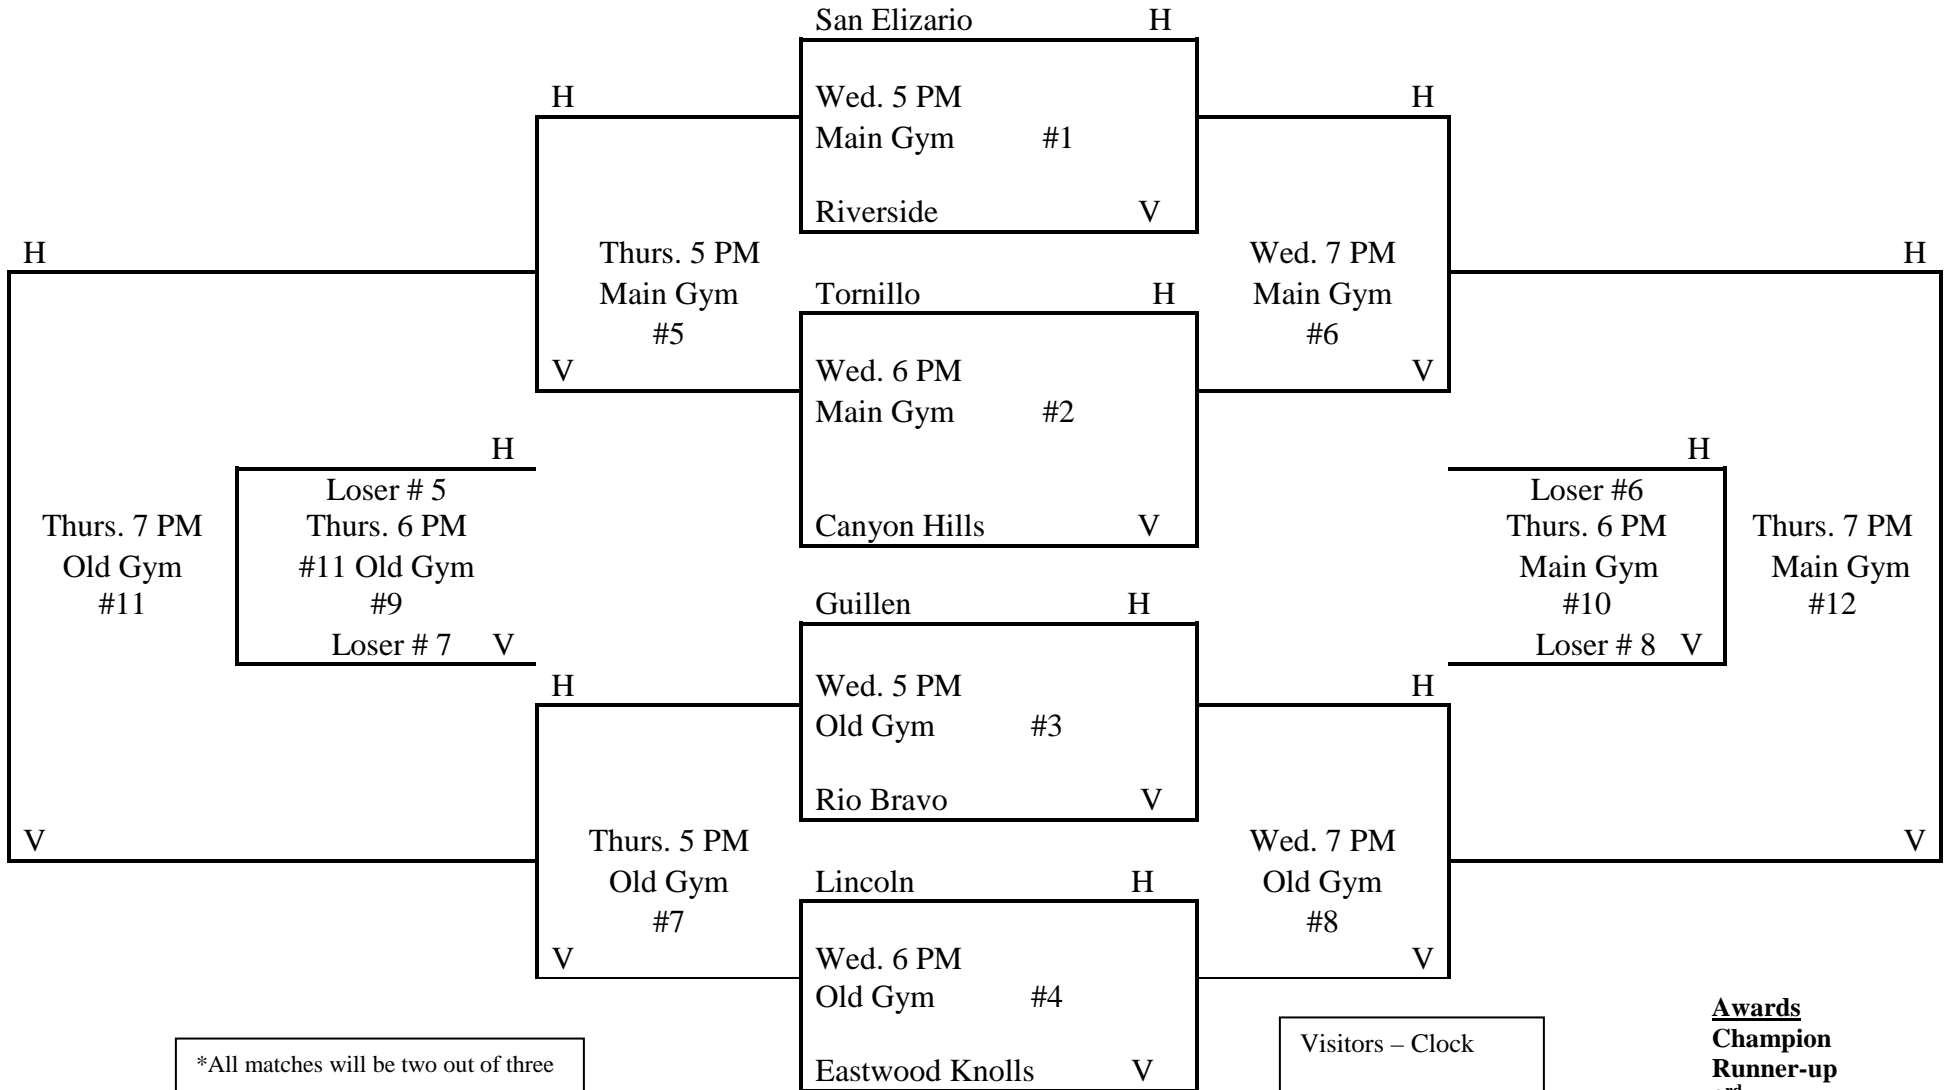 San Elizario H
H Wed. 5 PM H
Main Gym #1
Riverside V
H Thurs. 5 PM Wed. 7 PM H
Main Gym Tornillo H Main Gym
#5 #6
V Wed. 6 PM V
Main Gym #2
H H
Loser # 5 Loser #6
Thurs. 7 PM Thurs. 6 PM Canyon Hills V Thurs. 6 PM Thurs. 7 PM
Old Gym #11 Old Gym Main Gym Main Gym
#11 #9 Guillen H #10 #12
Loser # 7 V Loser # 8 V
H Wed. 5 PM H
Old Gym #3
Rio Bravo V
V Thurs. 5 PM Wed. 7 PM V
Old Gym Lincoln H Old Gym
#7 #8
V Wed. 6 PM V
Old Gym #4
Awards
Champion
*All matches will be two out of three Eastwood Knolls V Visitors – Clock
Runner-up